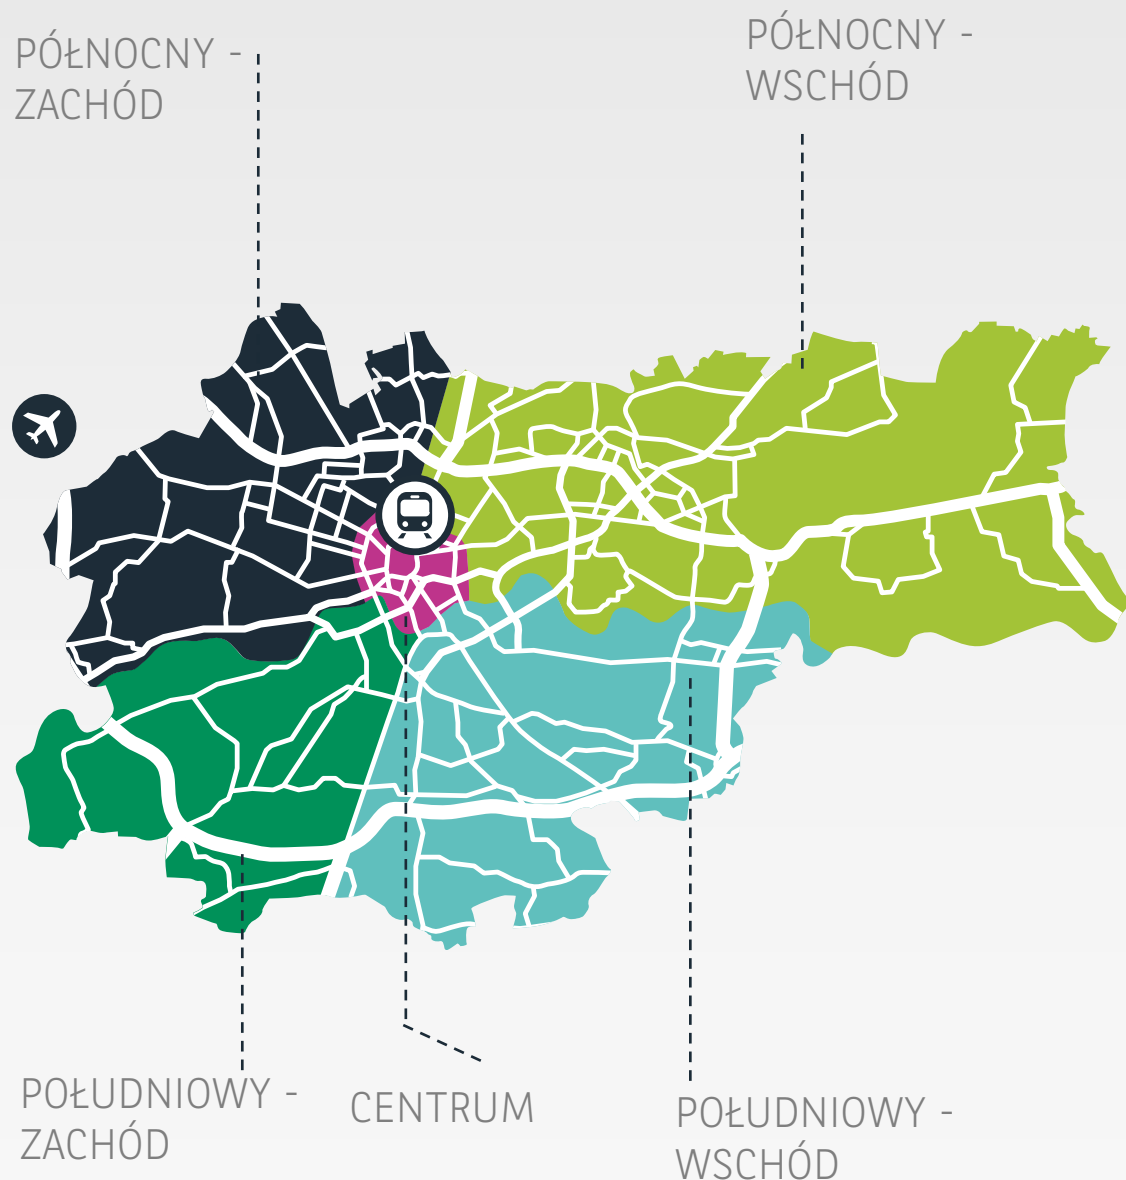 PÓŁNOCNY -
ZACHÓD
PÓŁNOCNY -
WSCHÓD
POŁUDNIOWY -
ZACHÓD
CENTRUM
POŁUDNIOWY -
WSCHÓD